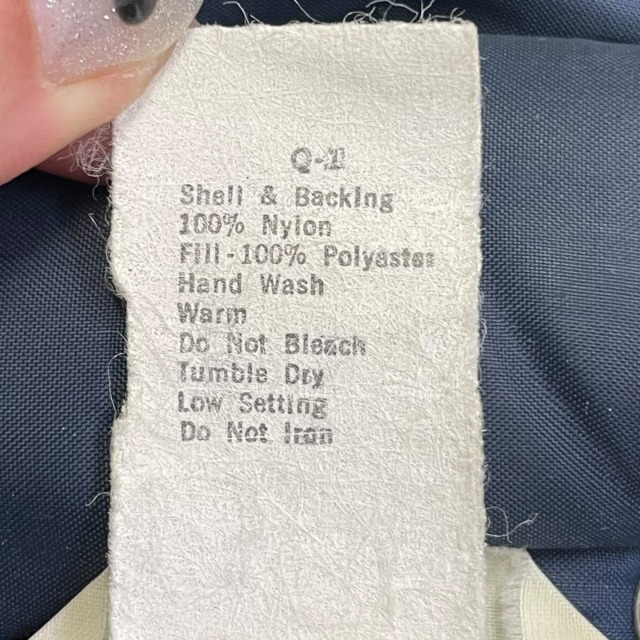 Q-1
Shell & Backing
100% Nylon
Fill-100% Polyester
Hand Wash
Warm
Do Not Bleach
Tumble Dry
Low Setting
Do Not Iron